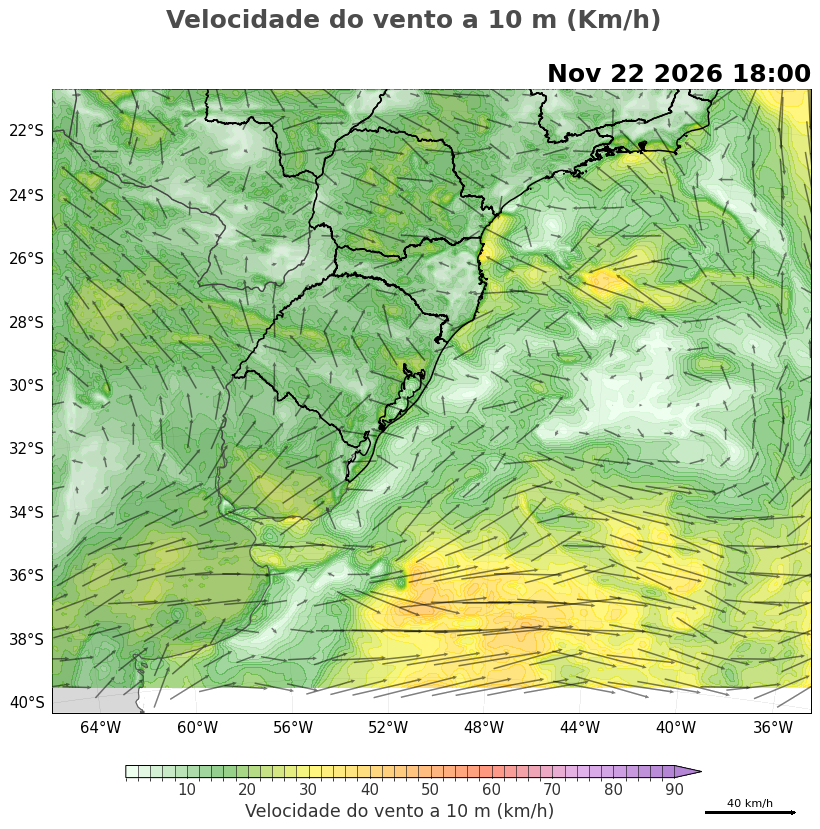 Velocidade do vento a 10 m (Km/h)
Nov 22 2026 18:00
22°S
24°S
26°S
28°S
30°S
32°S
34°S
36°S
38°S
40°S
64°W 60°W 56°W 52°W 48°W 44°W 40°W 36°W
10 20 30 40 50 60 70 80 90
Velocidade do vento a 10 m (km/h)
40 km/h